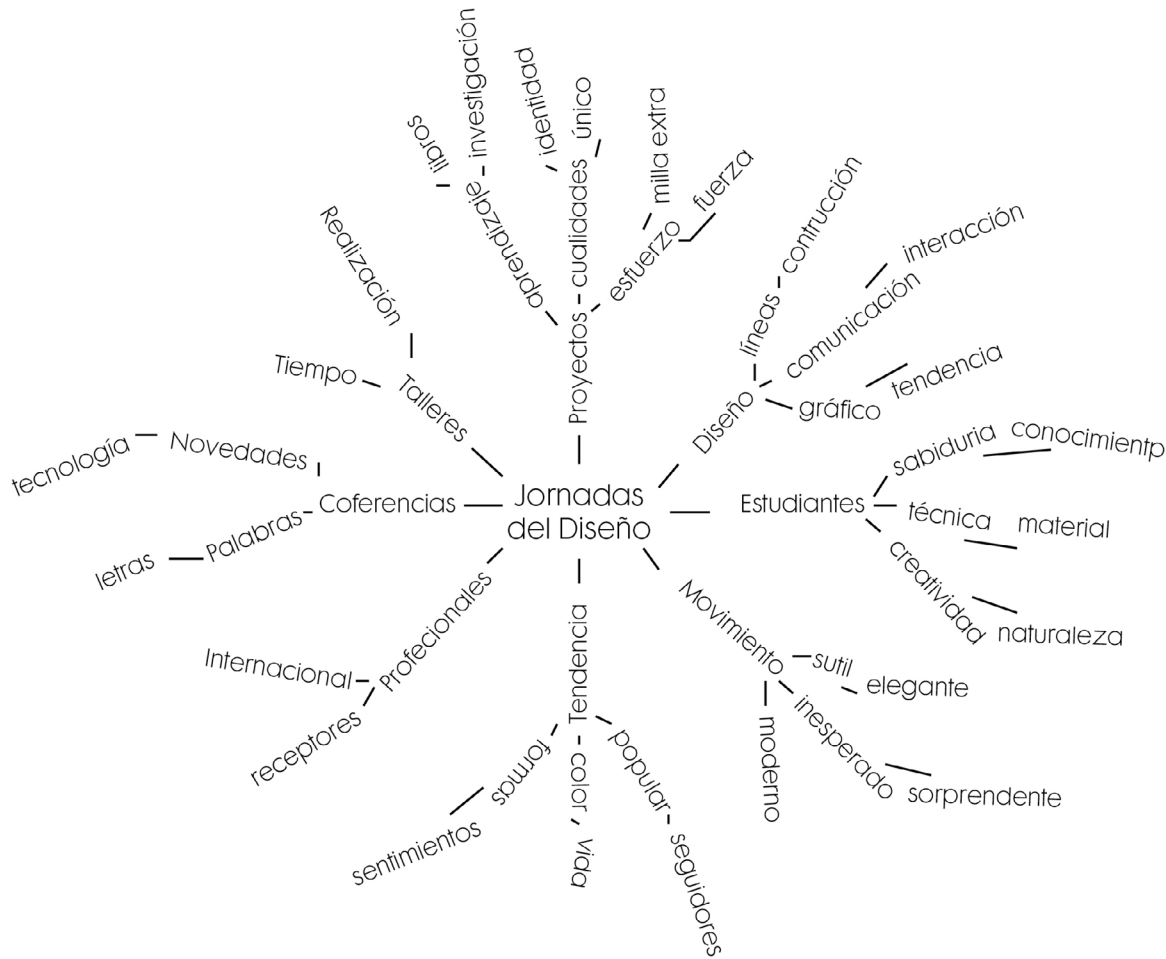 Jornadas
del Diseño
Proyectos
aprendizaje
libros
investigación
cualidades
identidad
único
esfuerzo
milla extra
fuerza
Diseño
líneas
contrucción
comunicación
interacción
gráfico
tendencia
Estudiantes
sabiduria
conocimientp
técnica
material
creatividad
naturaleza
Movimiento
sutil
elegante
inesperado
sorprendente
moderno
Tendencia
popular
seguidores
color
vida
formas
sentimientos
Profecionales
Internacional
receptores
Coferencias
Palabras
letras
Novedades
tecnología
Talleres
Tiempo
Realización